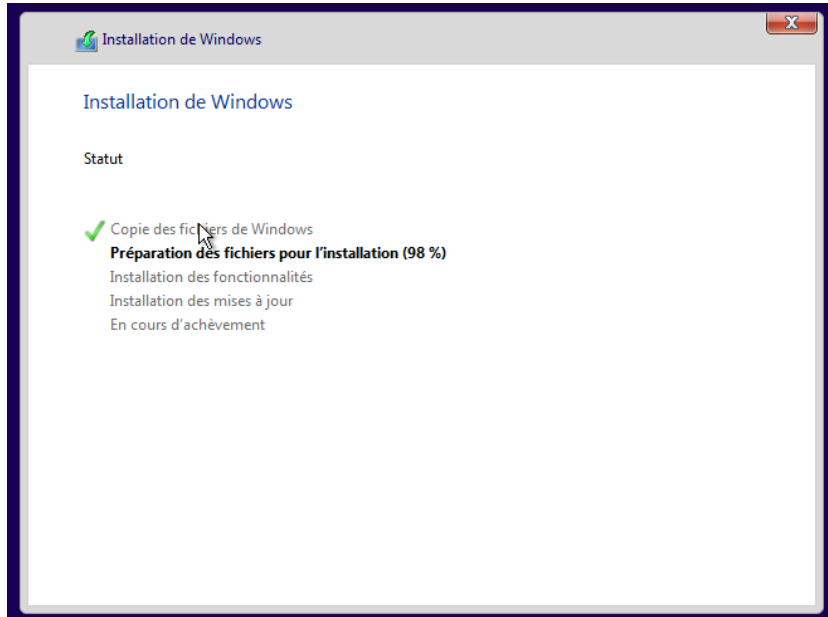 Installation de Windows
Installation de Windows
Statut
Copie des fichiers de Windows
Préparation des fichiers pour l'installation (98 %)
Installation des fonctionnalités
Installation des mises à jour
En cours d'achèvement